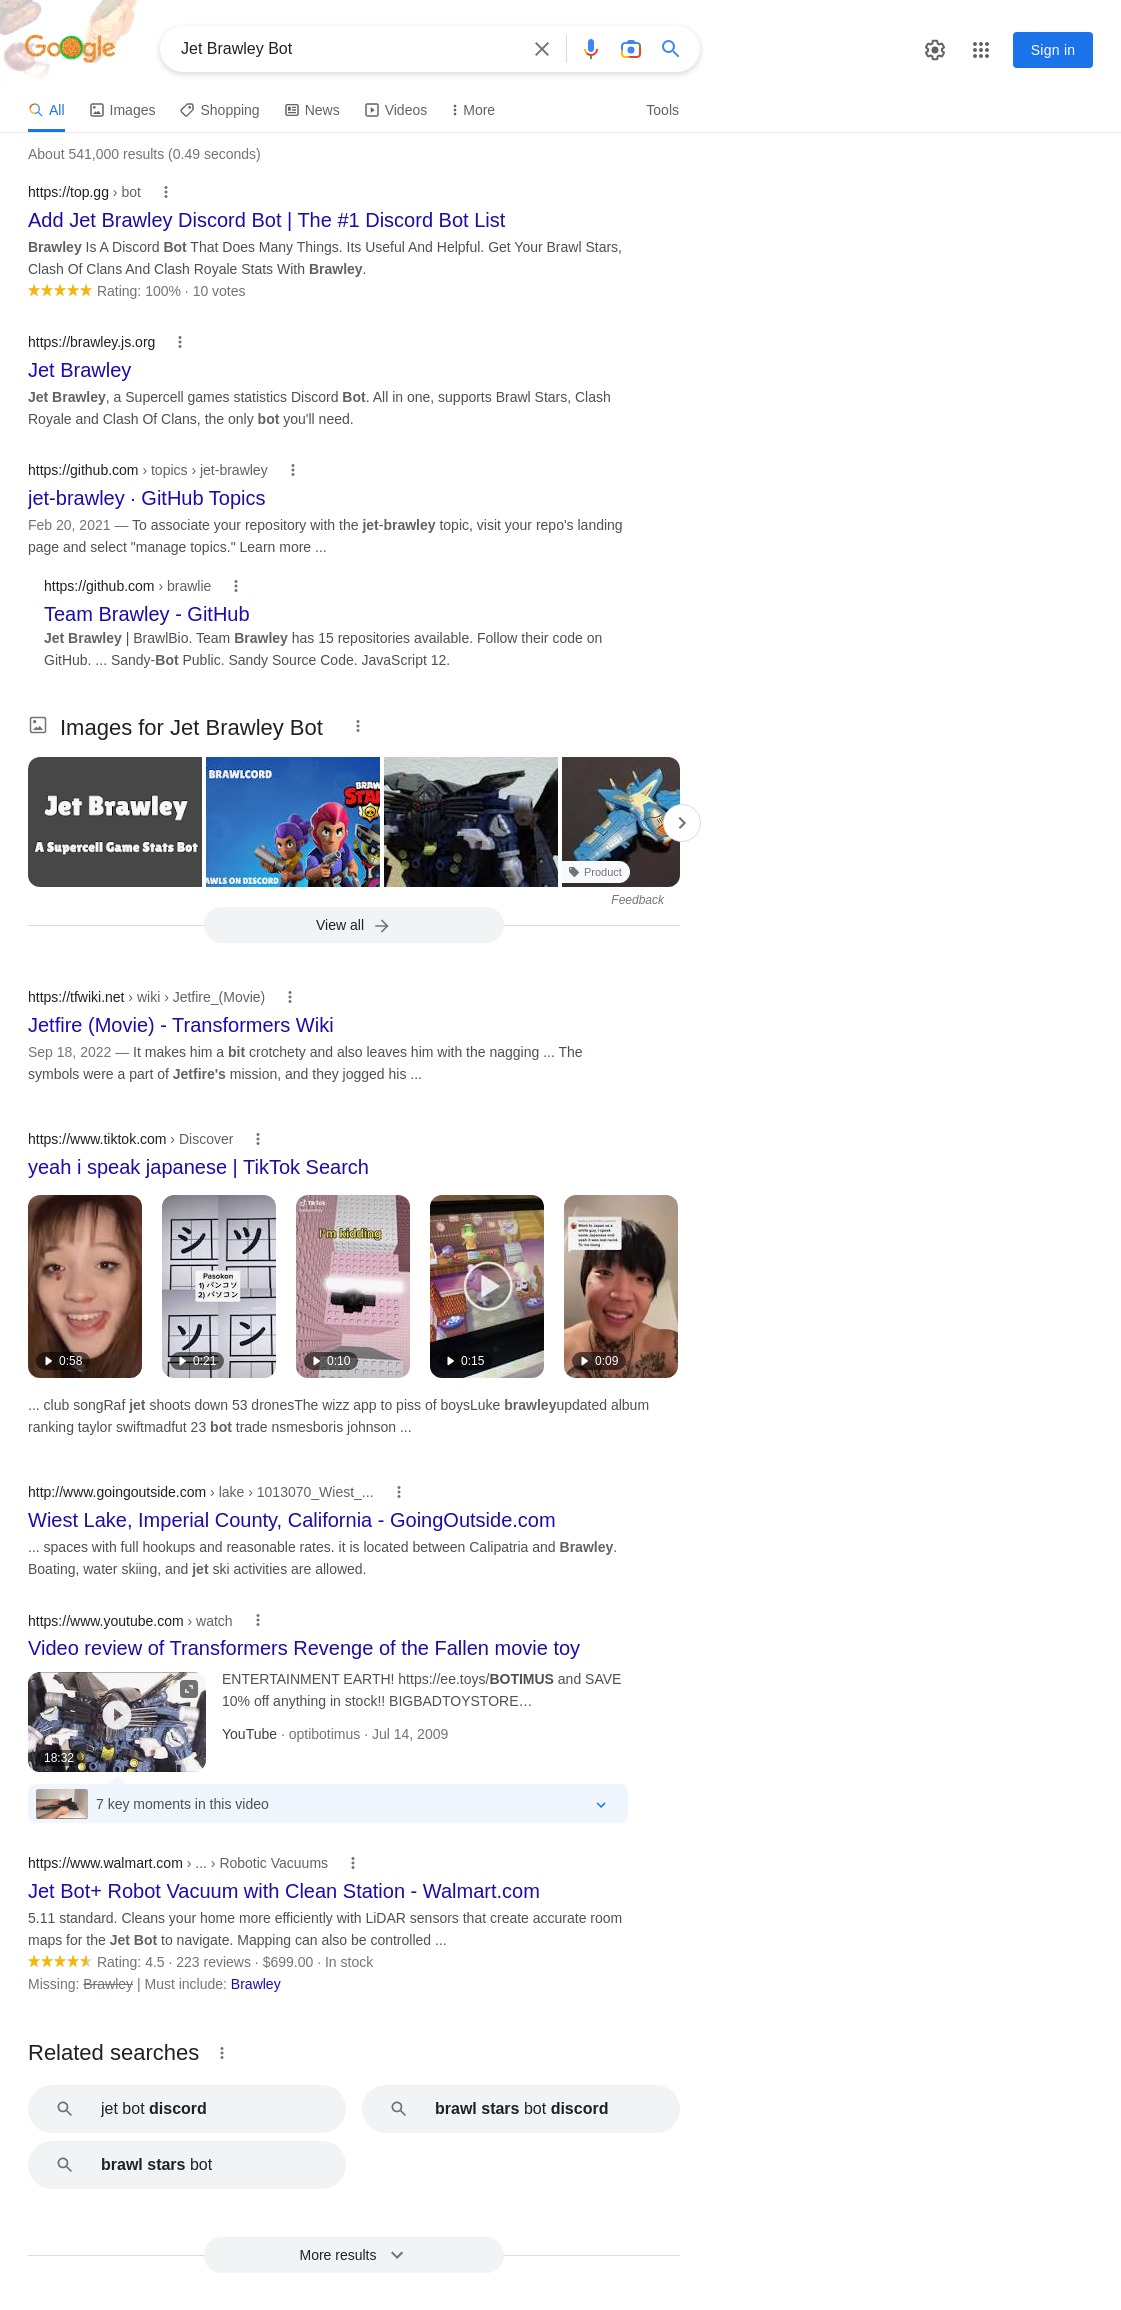 Google
Jet Brawley Bot
Sign in
All
Images
Shopping
News
Videos
More
Tools
About 541,000 results (0.49 seconds)
https://top.gg › bot
Add Jet Brawley Discord Bot | The #1 Discord Bot List
Brawley Is A Discord Bot That Does Many Things. Its Useful And Helpful. Get Your Brawl Stars,
Clash Of Clans And Clash Royale Stats With Brawley.
Rating: 100% · 10 votes
https://brawley.js.org
Jet Brawley
Jet Brawley, a Supercell games statistics Discord Bot. All in one, supports Brawl Stars, Clash
Royale and Clash Of Clans, the only bot you'll need.
https://github.com › topics › jet-brawley
jet-brawley · GitHub Topics
Feb 20, 2021 — To associate your repository with the jet-brawley topic, visit your repo's landing
page and select "manage topics." Learn more ...
https://github.com › brawlie
Team Brawley - GitHub
Jet Brawley | BrawlBio. Team Brawley has 15 repositories available. Follow their code on
GitHub. ... Sandy-Bot Public. Sandy Source Code. JavaScript 12.
Images for Jet Brawley Bot
Jet Brawley
A Supercell Game Stats Bot
BRAWLCORD
BRAW
STA
AWLS ON DISCORD
Product
Feedback
View all
https://tfwiki.net › wiki › Jetfire_(Movie)
Jetfire (Movie) - Transformers Wiki
Sep 18, 2022 — It makes him a bit crotchety and also leaves him with the nagging ... The
symbols were a part of Jetfire's mission, and they jogged his ...
https://www.tiktok.com › Discover
yeah i speak japanese | TikTok Search
0:58
シ ツ
Pasokon
1) パンコソ
2) パソコン
ソ ン
0:21
TikTok
I'm kidding
0:10
0:15
0:09
... club songRaf jet shoots down 53 dronesThe wizz app to piss of boysLuke brawleyupdated album
ranking taylor swiftmadfut 23 bot trade nsmesboris johnson ...
http://www.goingoutside.com › lake › 1013070_Wiest_...
Wiest Lake, Imperial County, California - GoingOutside.com
... spaces with full hookups and reasonable rates. it is located between Calipatria and Brawley.
Boating, water skiing, and jet ski activities are allowed.
https://www.youtube.com › watch
Video review of Transformers Revenge of the Fallen movie toy
18:32
ENTERTAINMENT EARTH! https://ee.toys/BOTIMUS and SAVE
10% off anything in stock!! BIGBADTOYSTORE…
YouTube · optibotimus · Jul 14, 2009
7 key moments in this video
https://www.walmart.com › ... › Robotic Vacuums
Jet Bot+ Robot Vacuum with Clean Station - Walmart.com
5.11 standard. Cleans your home more efficiently with LiDAR sensors that create accurate room
maps for the Jet Bot to navigate. Mapping can also be controlled ...
Rating: 4.5 · 223 reviews · $699.00 · In stock
Missing: Brawley | Must include: Brawley
Related searches
jet bot discord
brawl stars bot discord
brawl stars bot
More results